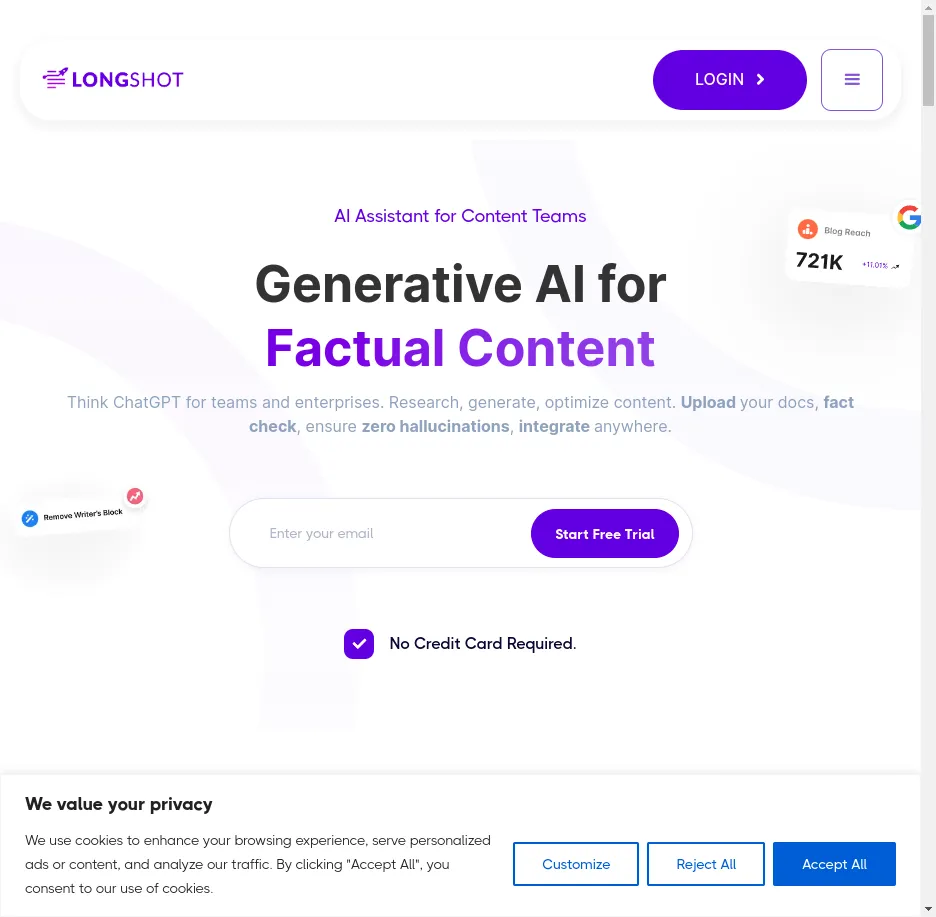 LONGSHOT
LOGIN
AI Assistant for Content Teams
Blog Reach
721K
+11.01%
Generative AI for
Factual Content
Think ChatGPT for teams and enterprises. Research, generate, optimize content. Upload your docs, fact
check, ensure zero hallucinations, integrate anywhere.
Remove Writer's Block
Enter your email
Start Free Trial
No Credit Card Required.
We value your privacy
We use cookies to enhance your browsing experience, serve personalized
ads or content, and analyze our traffic. By clicking "Accept All", you
consent to our use of cookies.
Customize
Reject All
Accept All